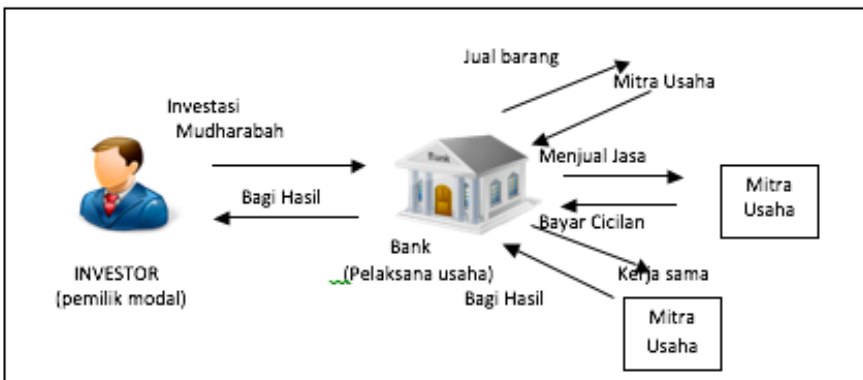 Jual barang
Mitra Usaha
Investasi
Mudharabah
Bank
Menjual Jasa
Mitra
Usaha
Bagi Hasil
Bayar Cicilan
Bank
(Pelaksana usaha)
INVESTOR
(pemilik modal)
Kerja sama
Bagi Hasil
Mitra
Usaha